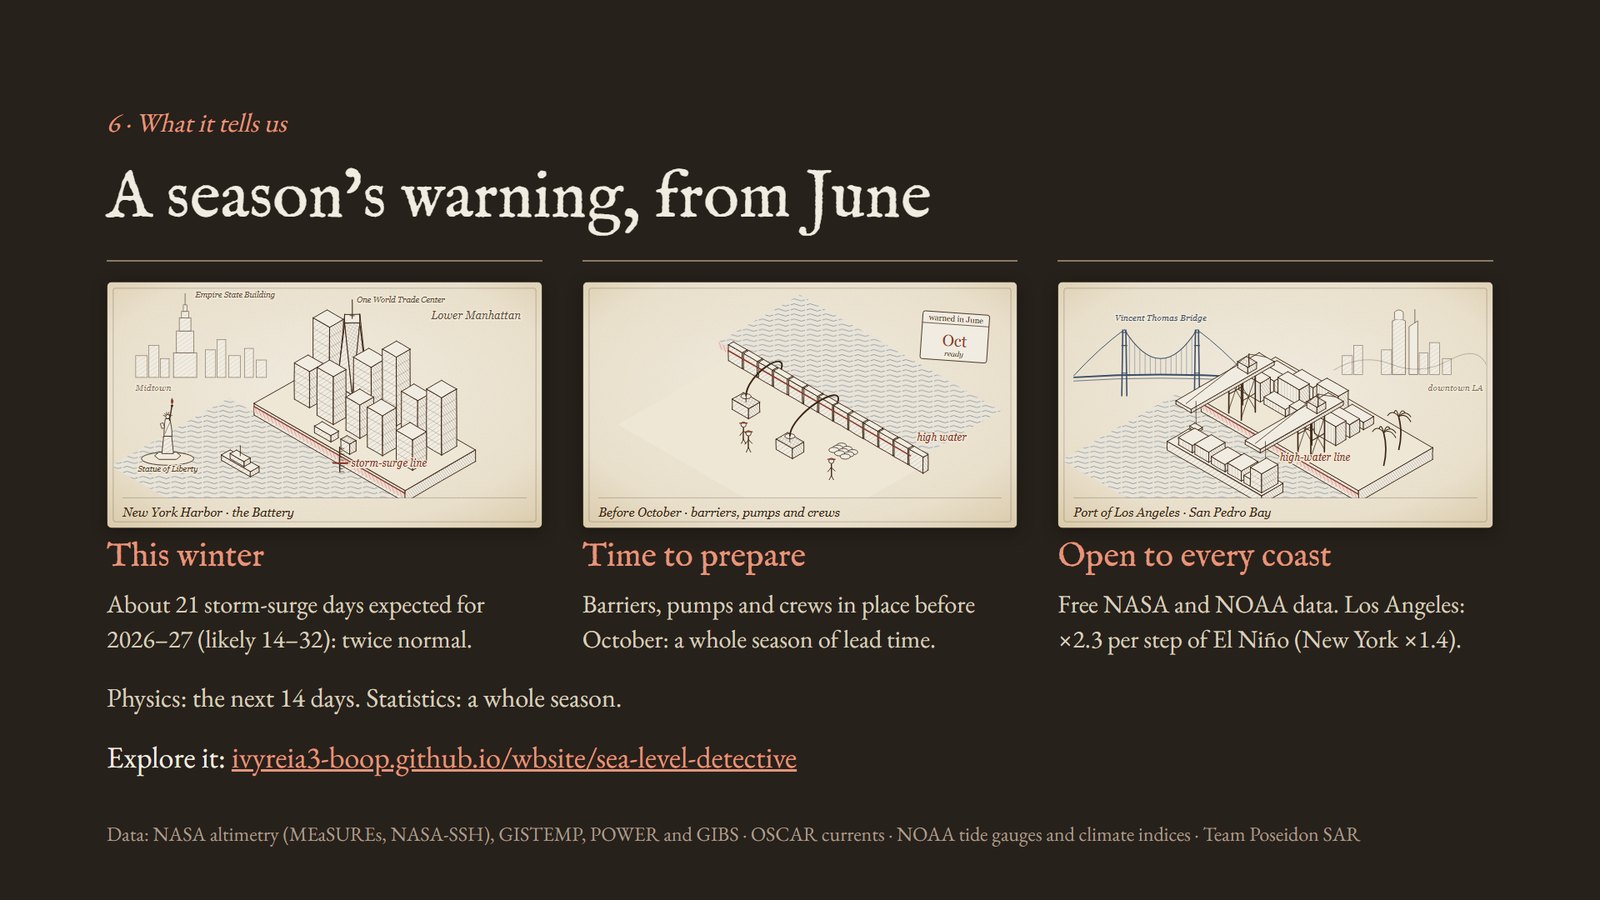 6 · What it tells us
A season’s warning, from June
Empire State Building
One World Trade Center
Lower Manhattan
Midtown
Statue of Liberty
storm-surge line
New York Harbor · the Battery
warned in June
Oct
ready
high water
Before October · barriers, pumps and crews
Vincent Thomas Bridge
downtown LA
high-water line
Port of Los Angeles · San Pedro Bay
This winter
About 21 storm-surge days expected for
2026–27 (likely 14–32): twice normal.
Time to prepare
Barriers, pumps and crews in place before
October: a whole season of lead time.
Open to every coast
Free NASA and NOAA data. Los Angeles:
×2.3 per step of El Niño (New York ×1.4).
Physics: the next 14 days. Statistics: a whole season.
Explore it: ivyreia3-boop.github.io/wbsite/sea-level-detective
Data: NASA altimetry (MEaSUREs, NASA-SSH), GISTEMP, POWER and GIBS · OSCAR currents · NOAA tide gauges and climate indices · Team Poseidon SAR